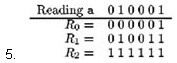 Reading a 0 1 0 0 0 1
R₀ = 0 0 0 0 0 1
R₁ = 0 1 0 0 1 1
5. R₂ = 1 1 1 1 1 1